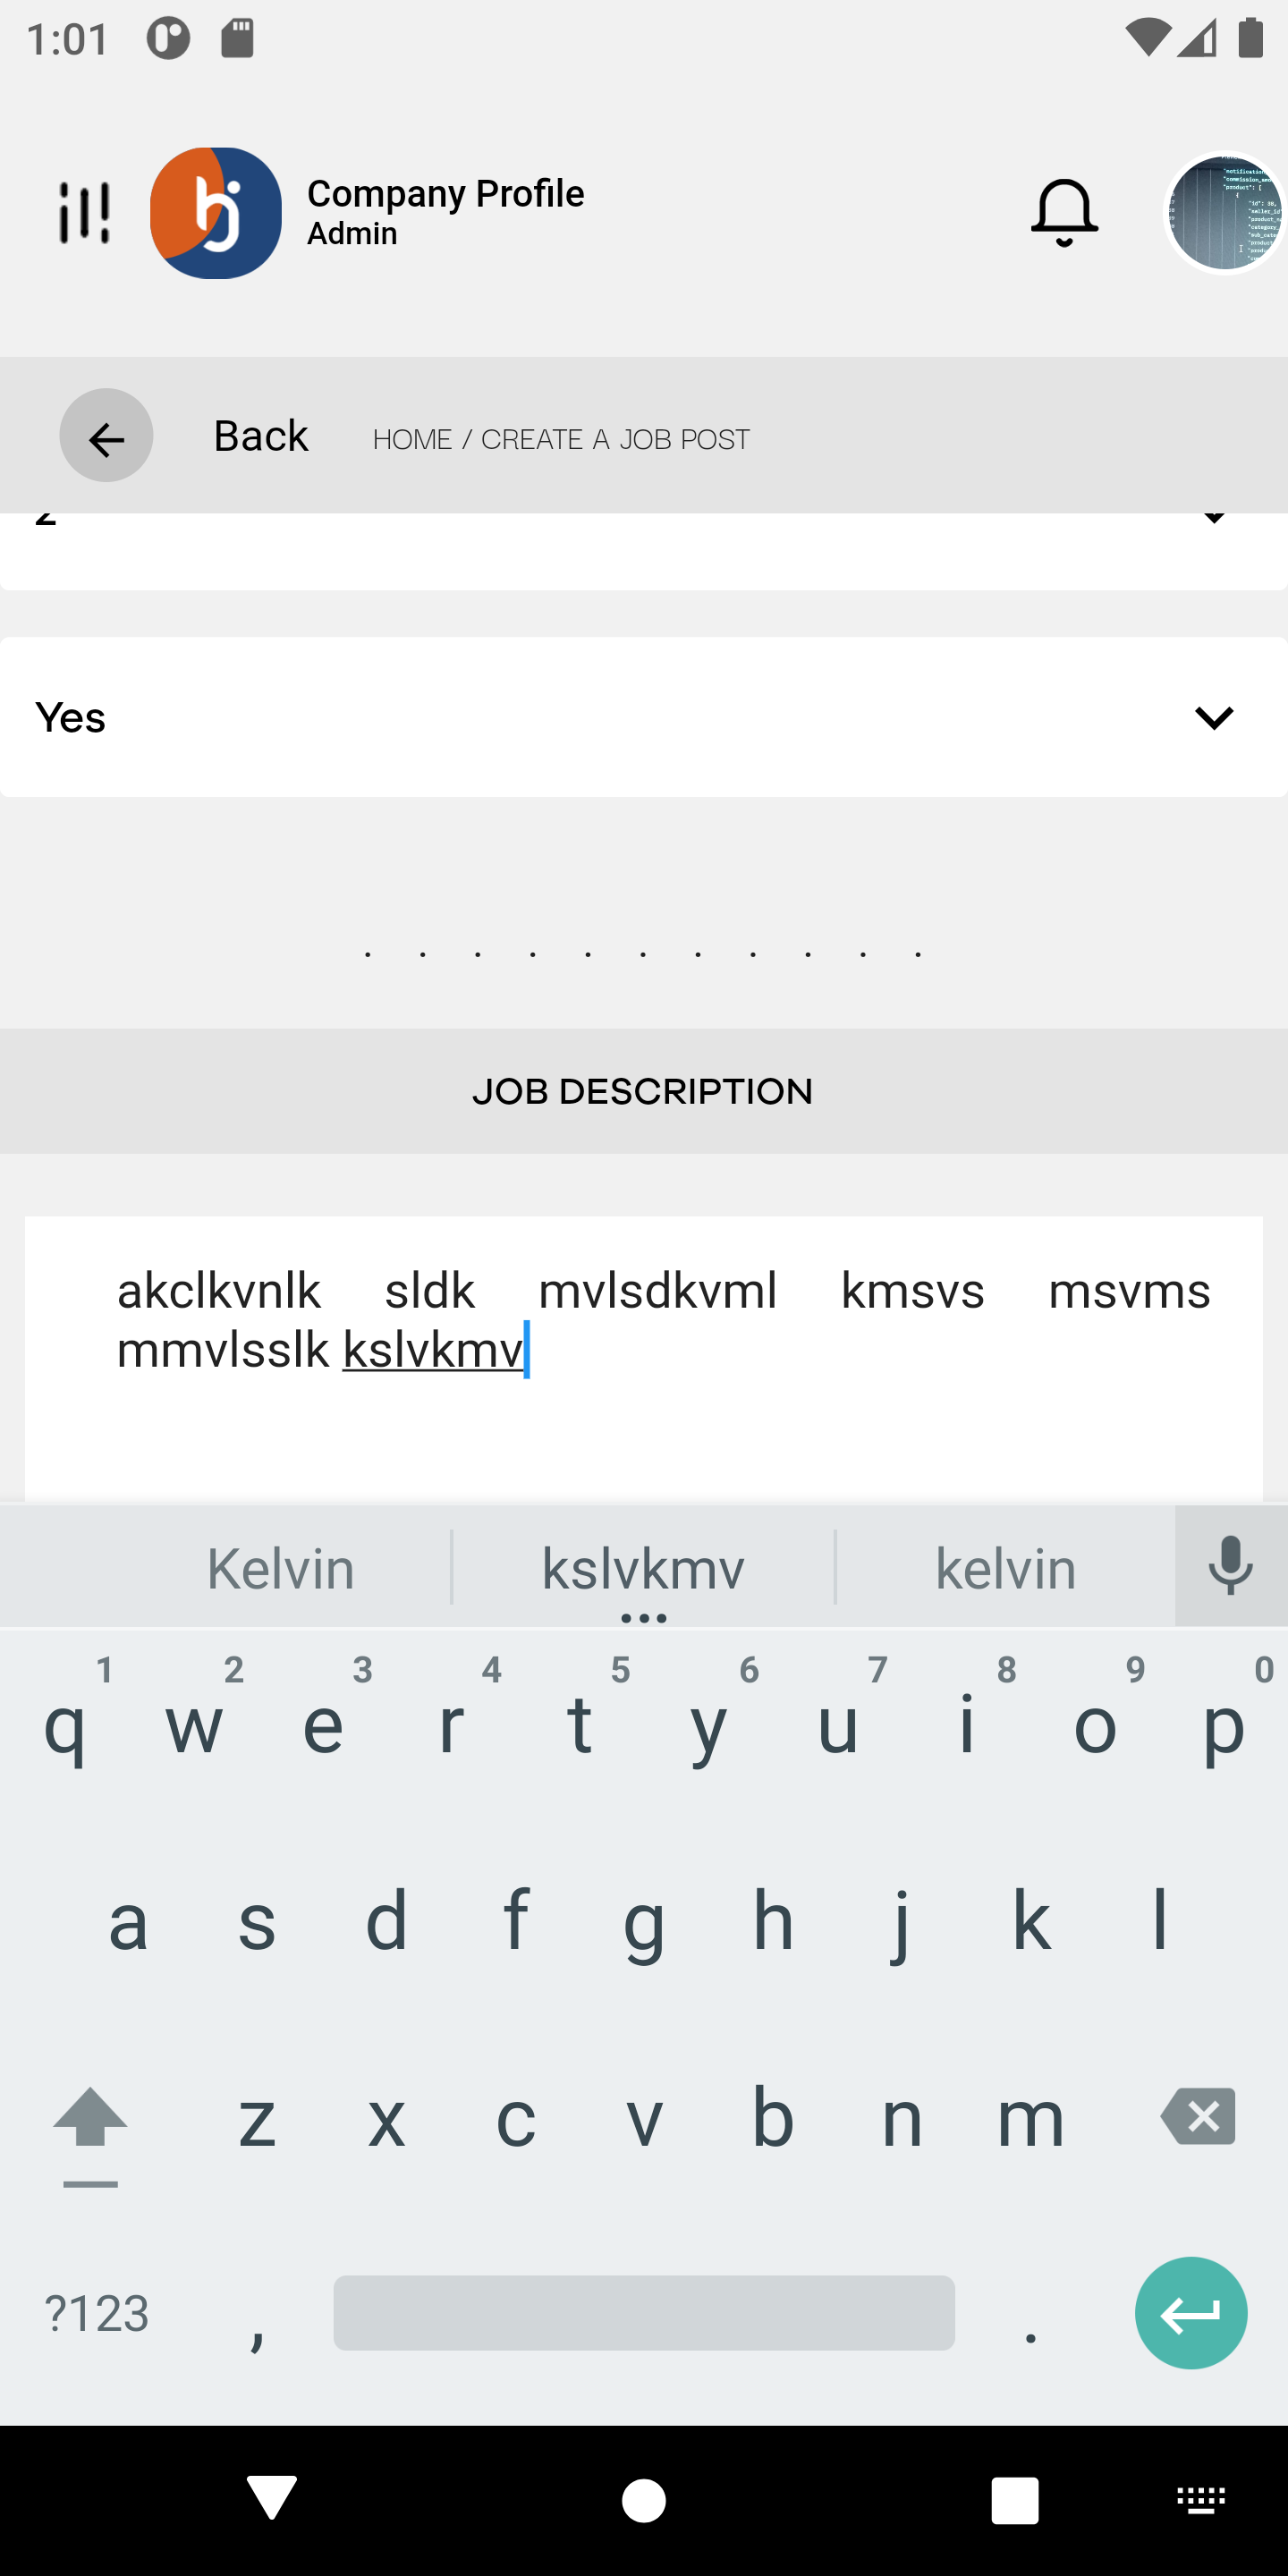 1:01
bj
Company Profile
Admin
Back HOME / CREATE A JOB POST
Yes
. . . . . . . . . . .
JOB DESCRIPTION
akclkvnlk sldk mvlsdkvml kmsvs msvms
mmvlsslk kslvkmv
Kelvin kslvkmv kelvin
1 2 3 4 5 6 7 8 9 0
q w e r t y u i o p
a s d f g h j k l
z x c v b n m
?123 , .